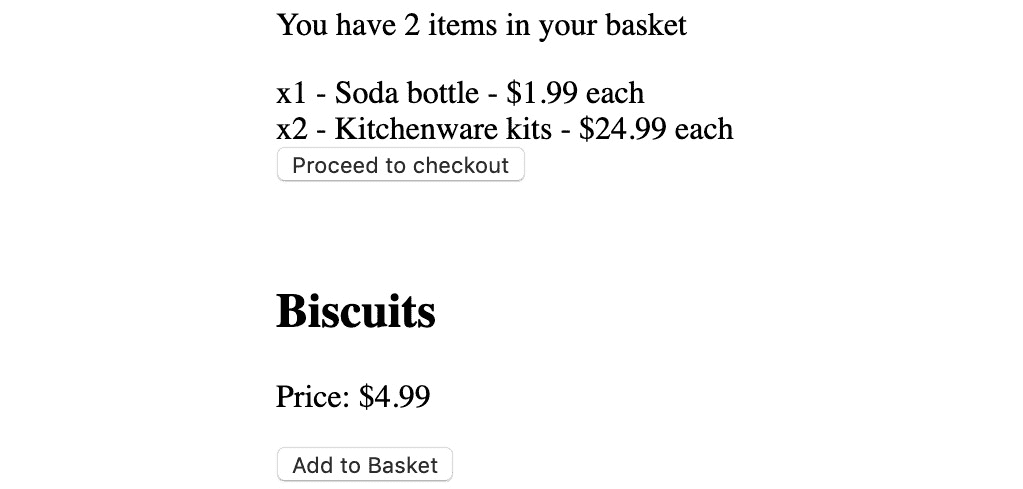 You have 2 items in your basket
x1 - Soda bottle - $1.99 each
x2 - Kitchenware kits - $24.99 each
Proceed to checkout
Biscuits
Price: $4.99
Add to Basket